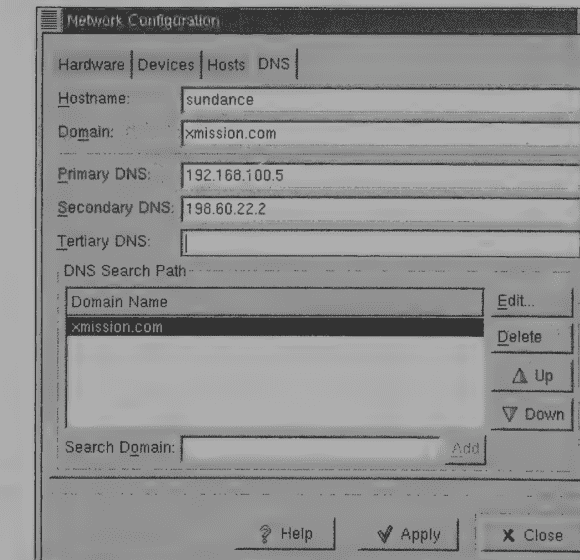 Network Configuration
Hardware Devices Hosts DNS
Hostname: sundance
Domain: xmission.com
Primary DNS: 192.168.100.5
Secondary DNS: 198.60.22.2
Tertiary DNS:
DNS Search Path
Domain Name Edit...
xmission.com
Delete
Up
Down
Search Domain: Add
Help Apply Close